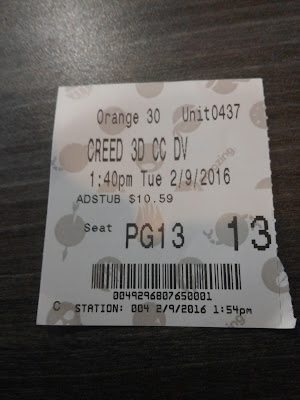 Orange 30 Unit0437
CREED 3D CC DV
1:40pm Tue 2/9/2016
ADSTUB $10.59
Seat PG13 13
0049296807650001
C STATION: 004 2/9/2016 1:54pm